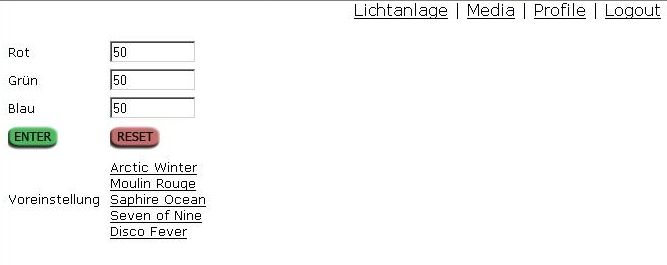 Lichtanlage | Media | Profile | Logout
Rot 50
Grün 50
Blau 50
ENTER RESET
Arctic Winter
Moulin Rouge
Voreinstellung Saphire Ocean
Seven of Nine
Disco Fever